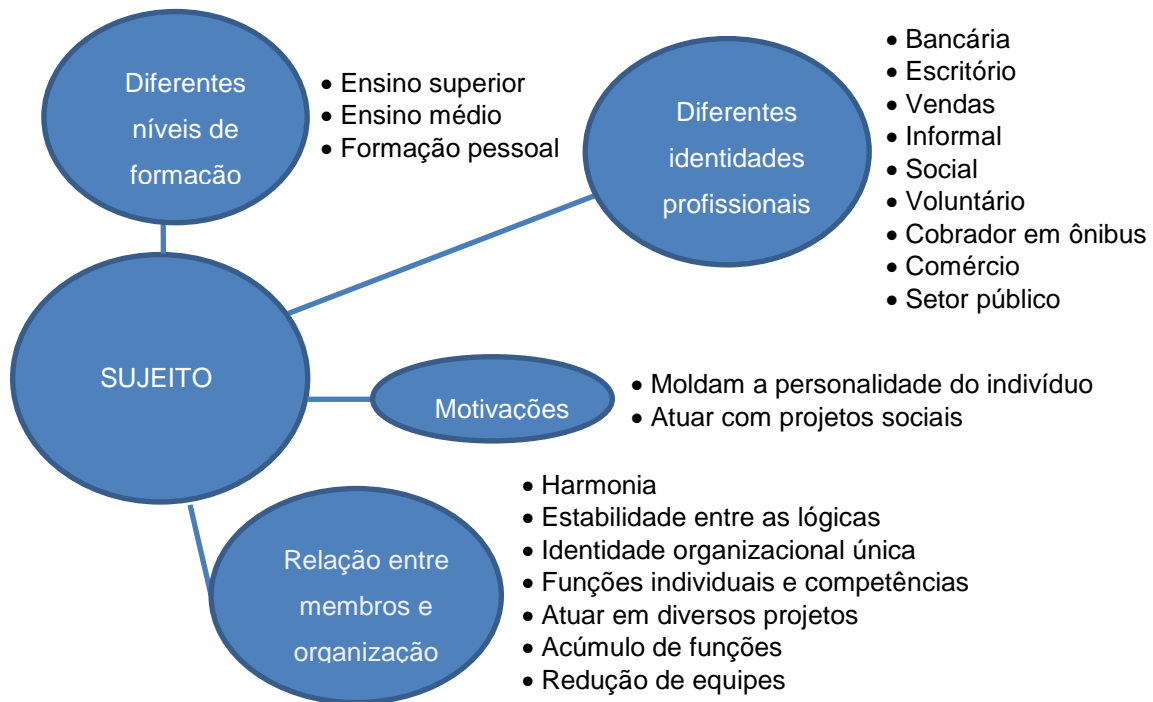 Diferentes
níveis de
formação
• Ensino superior
• Ensino médio
• Formação pessoal
Diferentes
identidades
profissionais
• Bancária
• Escritório
• Vendas
• Informal
• Social
• Voluntário
• Cobrador em ônibus
• Comércio
• Setor público
SUJEITO
Motivações
• Moldam a personalidade do indivíduo
• Atuar com projetos sociais
Relação entre
membros e
organização
• Harmonia
• Estabilidade entre as lógicas
• Identidade organizacional única
• Funções individuais e competências
• Atuar em diversos projetos
• Acúmulo de funções
• Redução de equipes